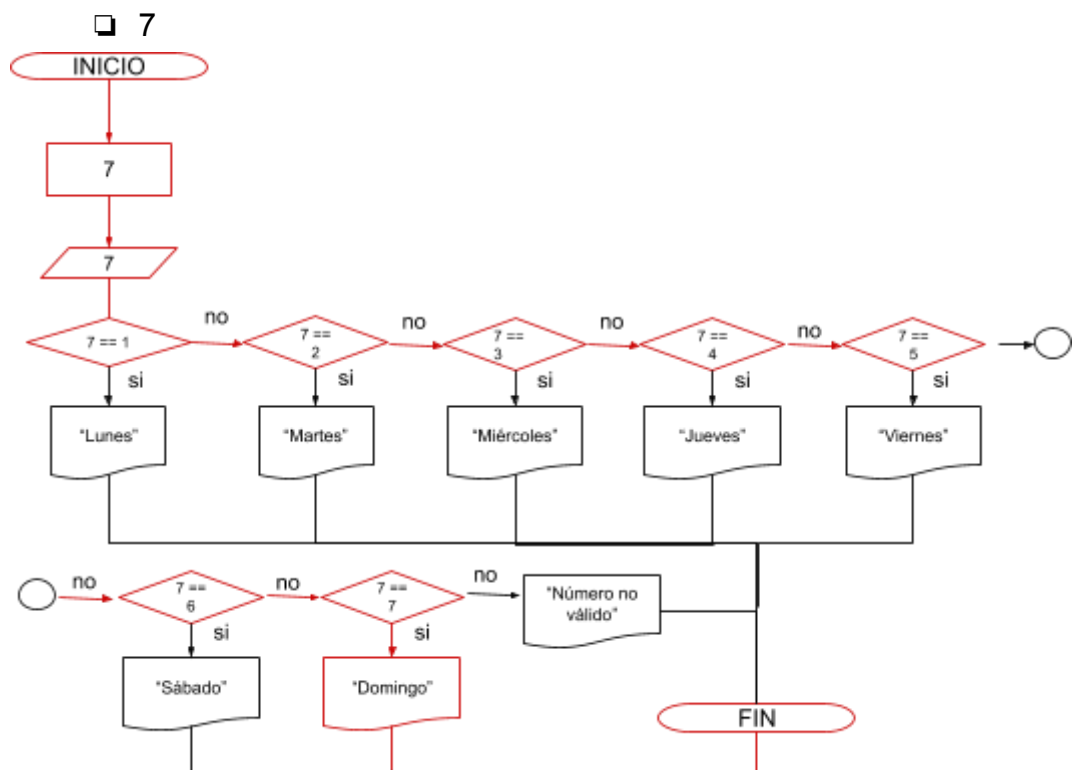 ❏ 7
INICIO
7
7
7 == 1
no
7 ==
2
no
7 ==
3
no
7 ==
4
no
7 ==
5
si
si
si
si
si
“Lunes”
“Martes”
“Miércoles”
“Jueves”
“Viernes”
no
7 ==
6
no
7 ==
7
no
“Número no
válido”
si
si
“Sábado”
“Domingo”
FIN